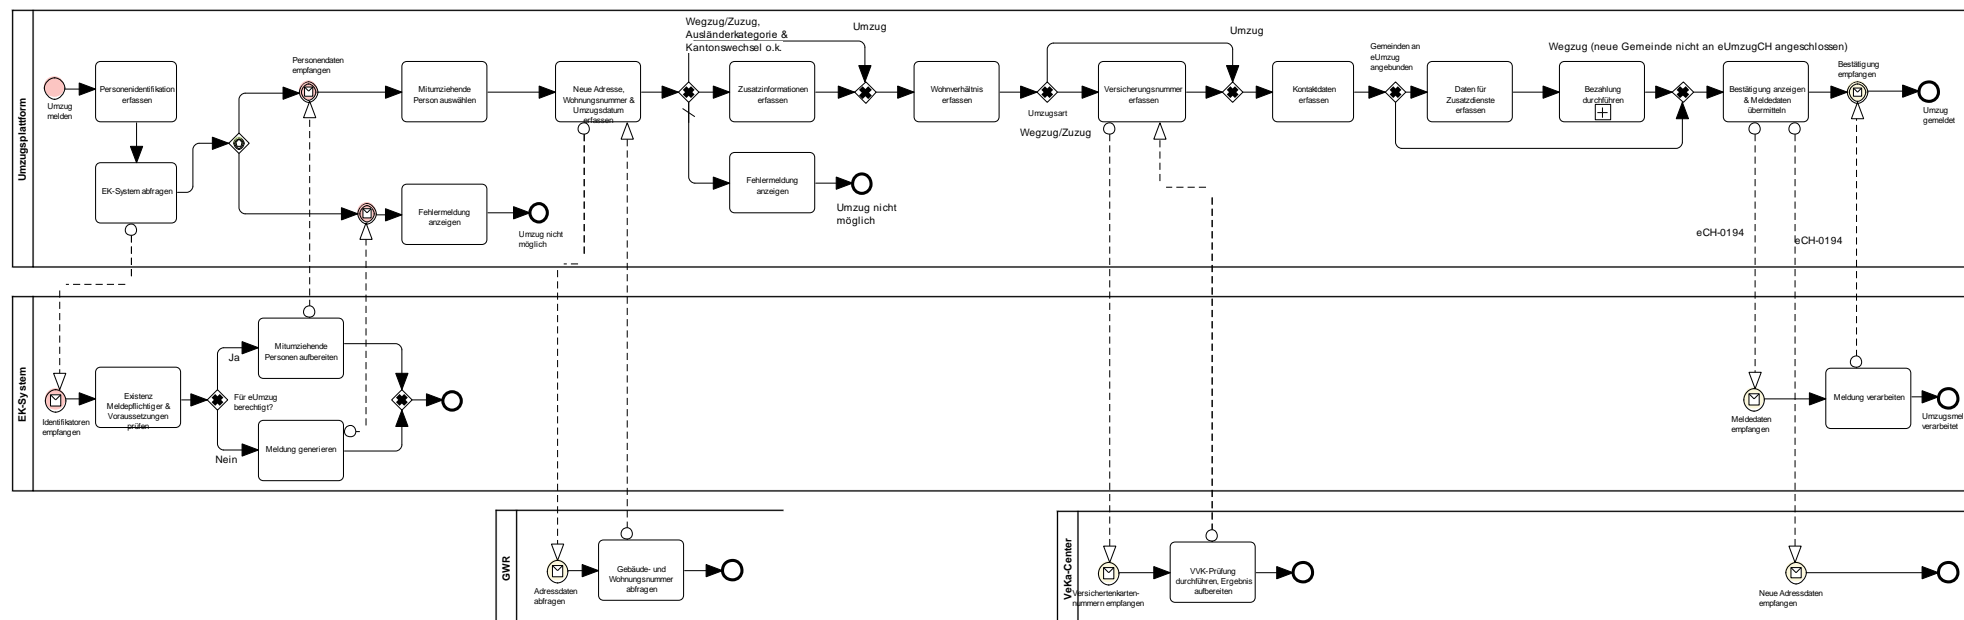 Umzugsplattform
Umzug
melden
Personenidentifikation
erfassen
EK-System abfragen
Personendaten
empfangen
Mitumziehende
Person auswählen
Fehlermeldung
anzeigen
Umzug nicht
möglich
Neue Adresse,
Wohnungsnummer &
Umzugsdatum
erfassen
Wegzug/Zuzug,
Ausländerkategorie &
Kantonswechsel o.k.
Umzug
Zusatzinformationen
erfassen
Fehlermeldung
anzeigen
Umzug nicht
möglich
Wohnverhältnis
erfassen
Umzugsart
Wegzug/Zuzug
Umzug
Versicherungsnummer
erfassen
Kontaktdaten
erfassen
Gemeinden an
eUmzug
angebunden
Daten für
Zusatzdienste
erfassen
Wegzug (neue Gemeinde nicht an eUmzugCH angeschlossen)
Bezahlung
durchführen
Bestätigung anzeigen
& Meldedaten
übermitteln
Bestätigung
empfangen
Umzug
gemeldet
eCH-0194
eCH-0194
EK-System
Identifikatoren
empfangen
Existenz
Meldepflichtiger &
Voraussetzungen
prüfen
Ja
Für eUmzug
berechtigt?
Nein
Mitumziehende
Personen aufbereiten
Meldung generieren
Meldedaten
empfangen
Meldung verarbeiten
Umzugsmel
verarbeitet
GWR
Adressdaten
abfragen
Gebäude- und
Wohnungsnummer
abfragen
VeKa-Center
Versichertenkarten-
nummern empfangen
VVK-Prüfung
durchführen, Ergebnis
aufbereiten
Neue Adressdaten
empfangen